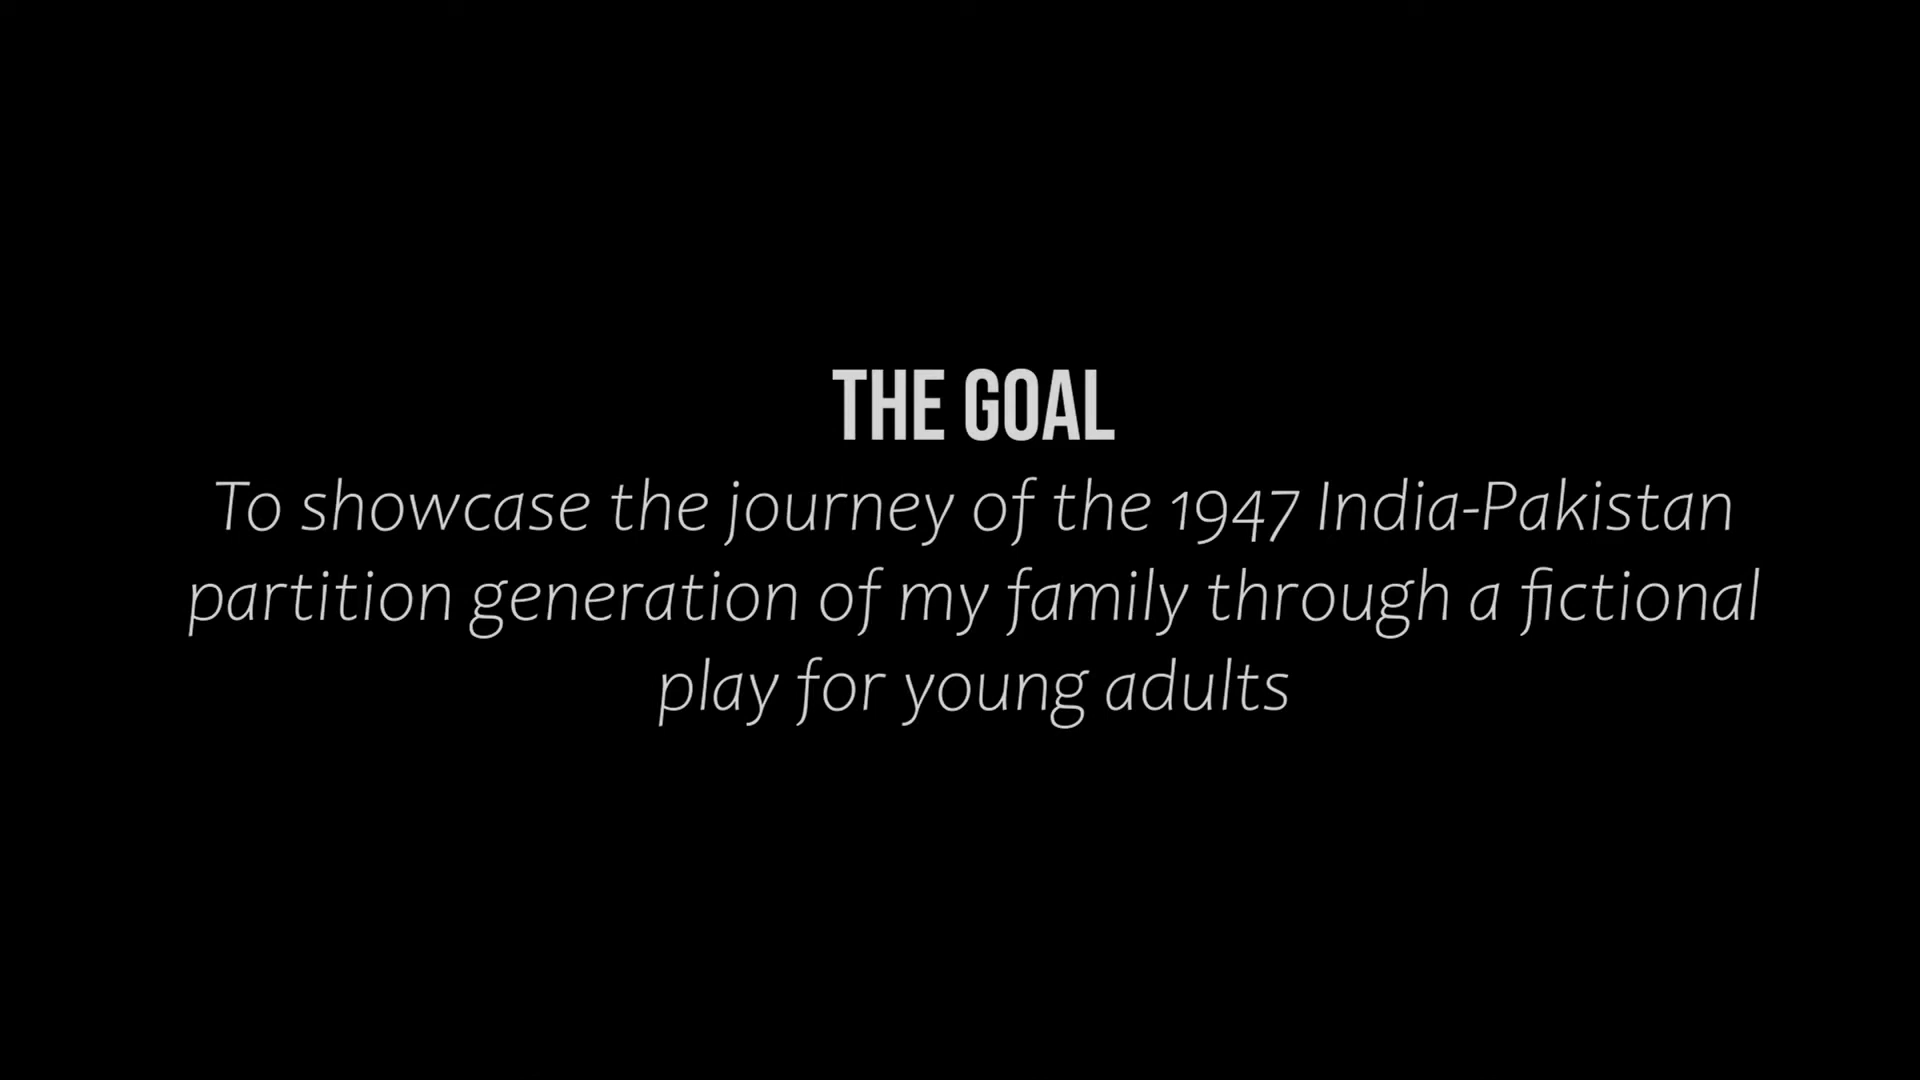 THE GOAL
To showcase the journey of the 1947 India-Pakistan
partition generation of my family through a fictional
play for young adults